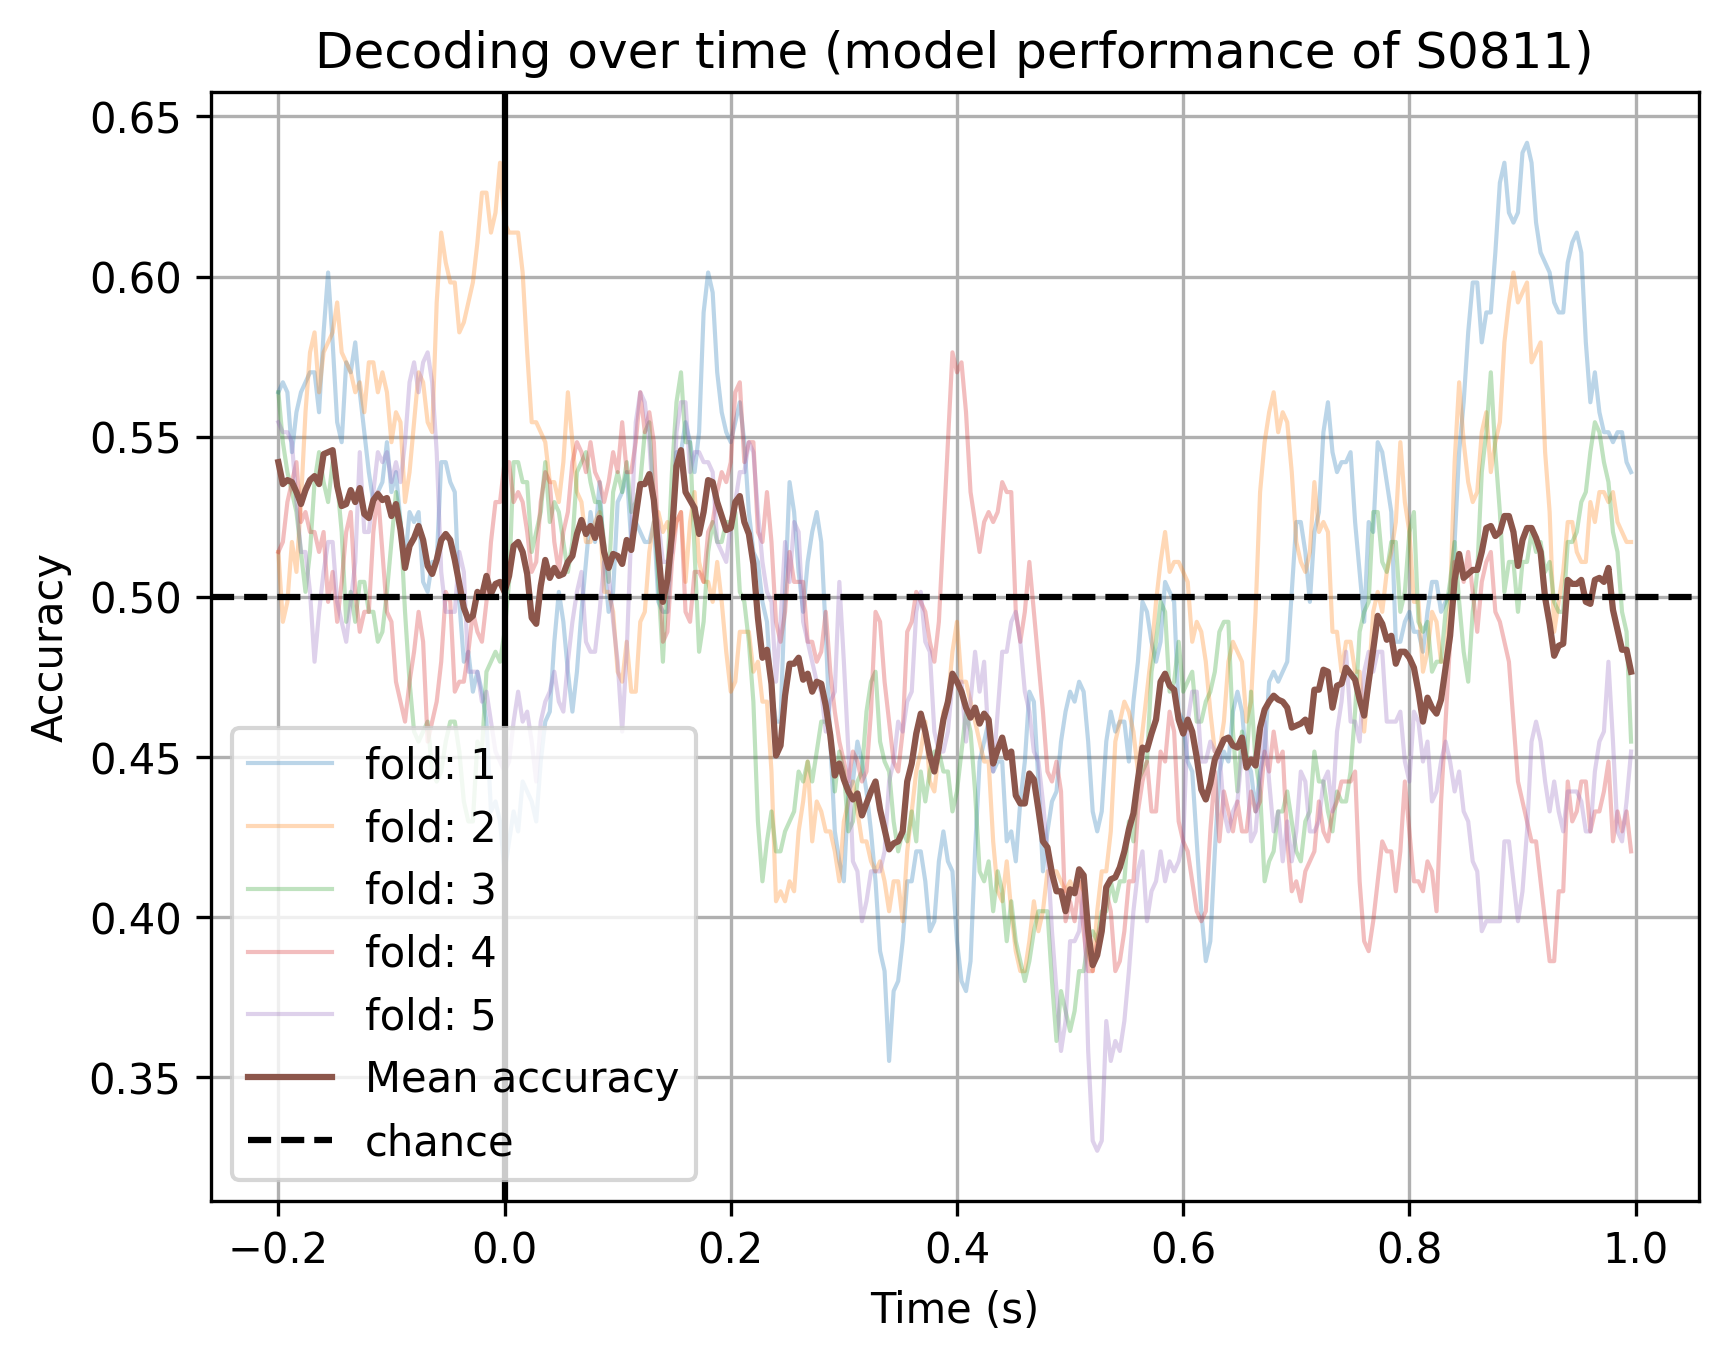 Decoding over time (model performance of S0811)
0.65
0.60
0.55
0.50
0.45
0.40
0.35
Accuracy
fold: 1
fold: 2
fold: 3
fold: 4
fold: 5
Mean accuracy
chance
−0.2 0.0 0.2 0.4 0.6 0.8 1.0
Time (s)